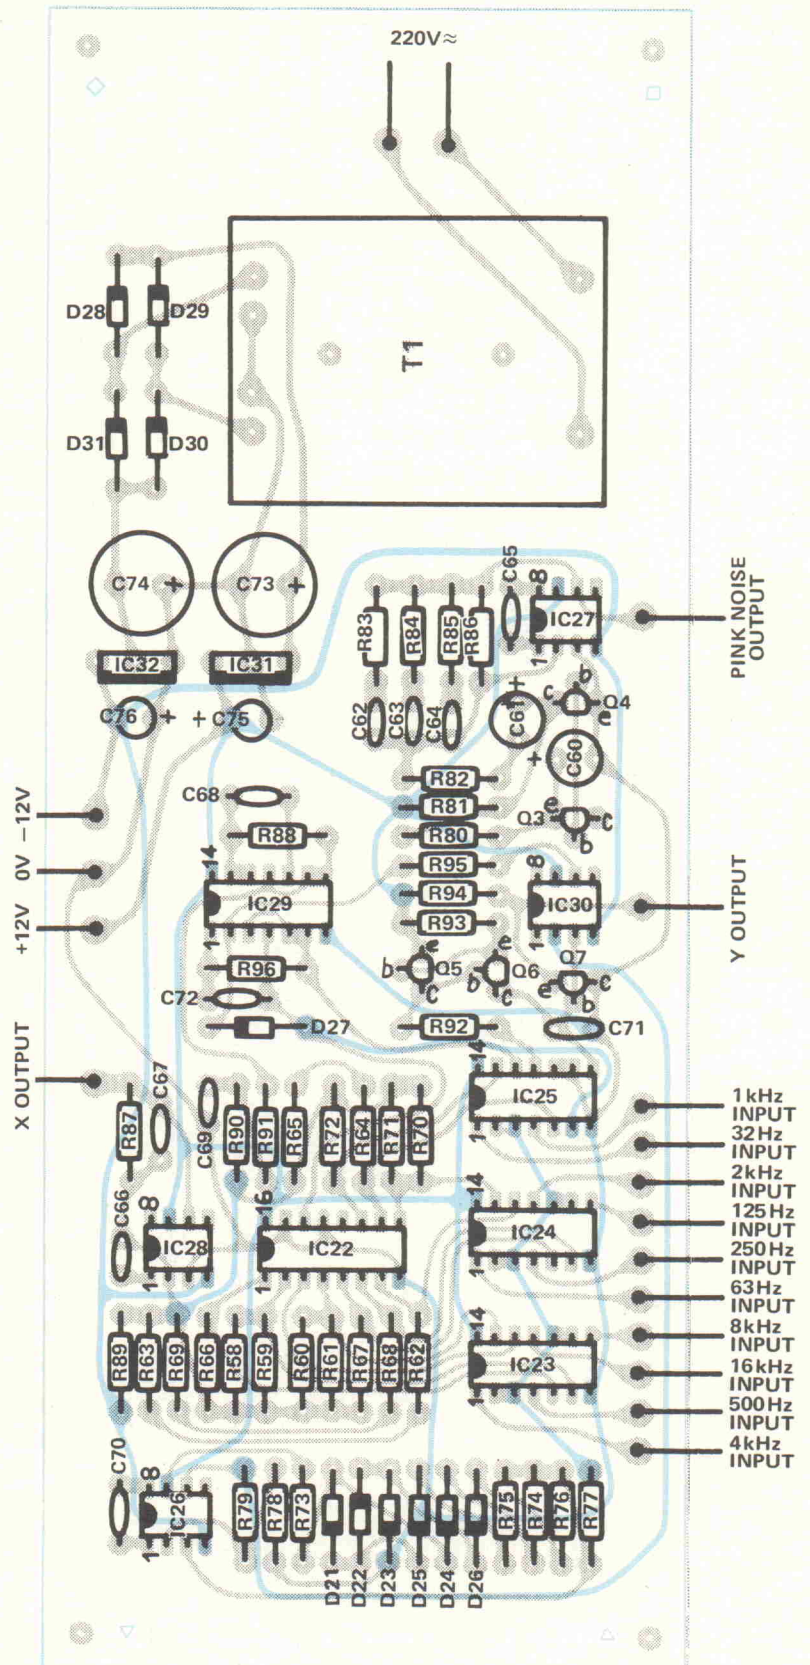 220V≈
D28
D29
T1
D31
D30
C74 +
C73 +
C65
8
IC27
1
PINK NOISE
OUTPUT
R83
R84
R85
R86
IC32
IC31
C76 +
+ C75
C62
C63
C64
+
C61
b
c
e
Q4
+
C60
C68
R82
R81
R80
R95
R94
R93
R88
Q3
e
c
b
−12V
0V
+12V
14
IC29
1
8
IC30
1
Y OUTPUT
R96
C72
D27
e
b
Q5
c
e
b
Q6
c
Q7
e
c
b
R92
C71
X OUTPUT
R87
C67
C69
R90
R91
R65
R72
R64
R71
R70
14
IC25
1
1kHz
INPUT
32Hz
INPUT
2kHz
INPUT
125Hz
INPUT
250Hz
INPUT
63Hz
INPUT
8kHz
INPUT
16kHz
INPUT
500Hz
INPUT
4kHz
INPUT
C66
8
IC28
1
16
IC22
1
14
IC24
1
R89
R63
R69
R66
R58
R59
R60
R61
R67
R68
R62
14
IC23
1
C70
8
IC26
1
R79
R78
R73
D21
D22
D23
D25
D24
D26
R75
R74
R76
R77